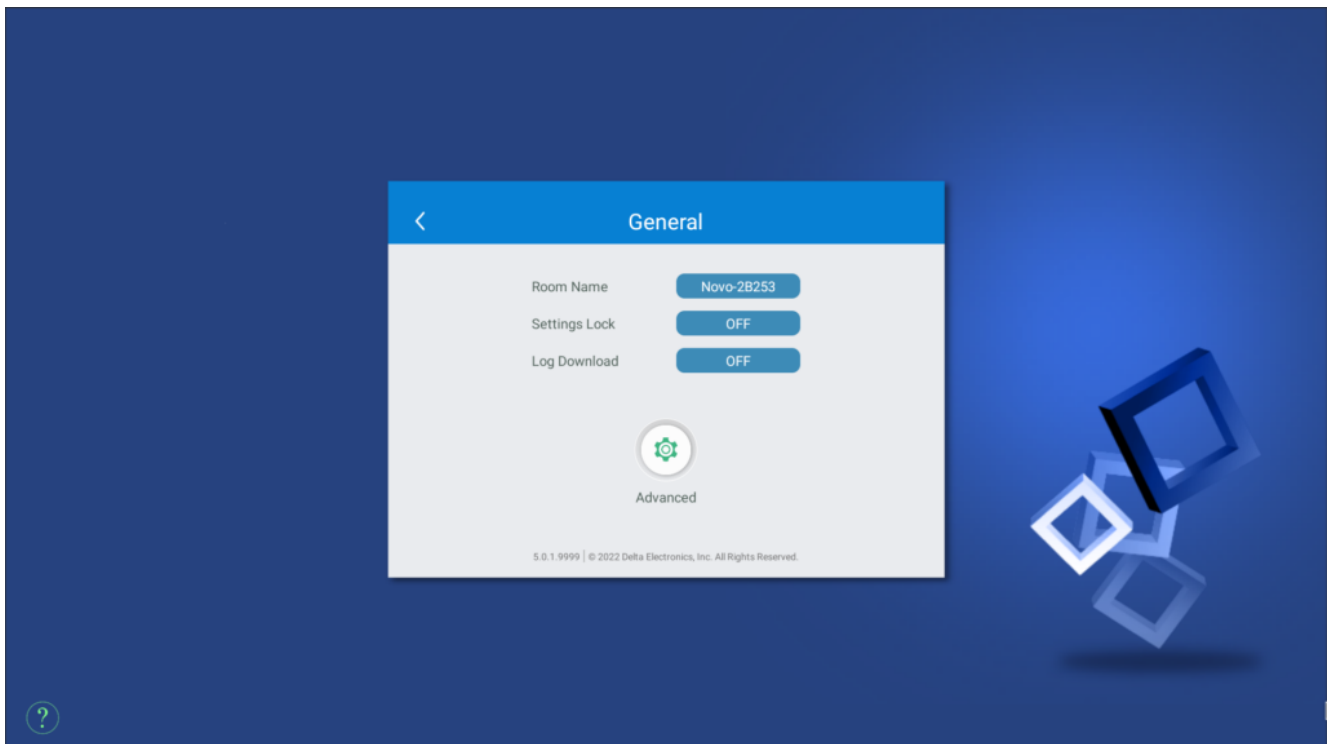 General
Room Name Novo-2B253
Settings Lock OFF
Log Download OFF
Advanced
5.0.1.9999 | © 2022 Delta Electronics, Inc. All Rights Reserved.
?